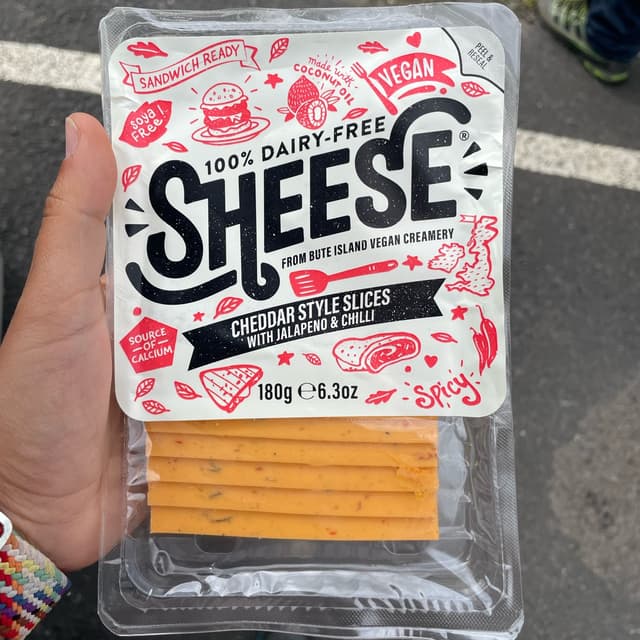 SANDWICH READY
made with
COCONUT OIL
VEGAN
PEEL &
RESEAL
SOYA
FREE!
100% DAIRY-FREE
SHEESE®
FROM BUTE ISLAND VEGAN CREAMERY
CHEDDAR STYLE SLICES
WITH JALAPENO & CHILLI
SOURCE
-OF-
CALCIUM
180g ℮6.3oz
Spicy